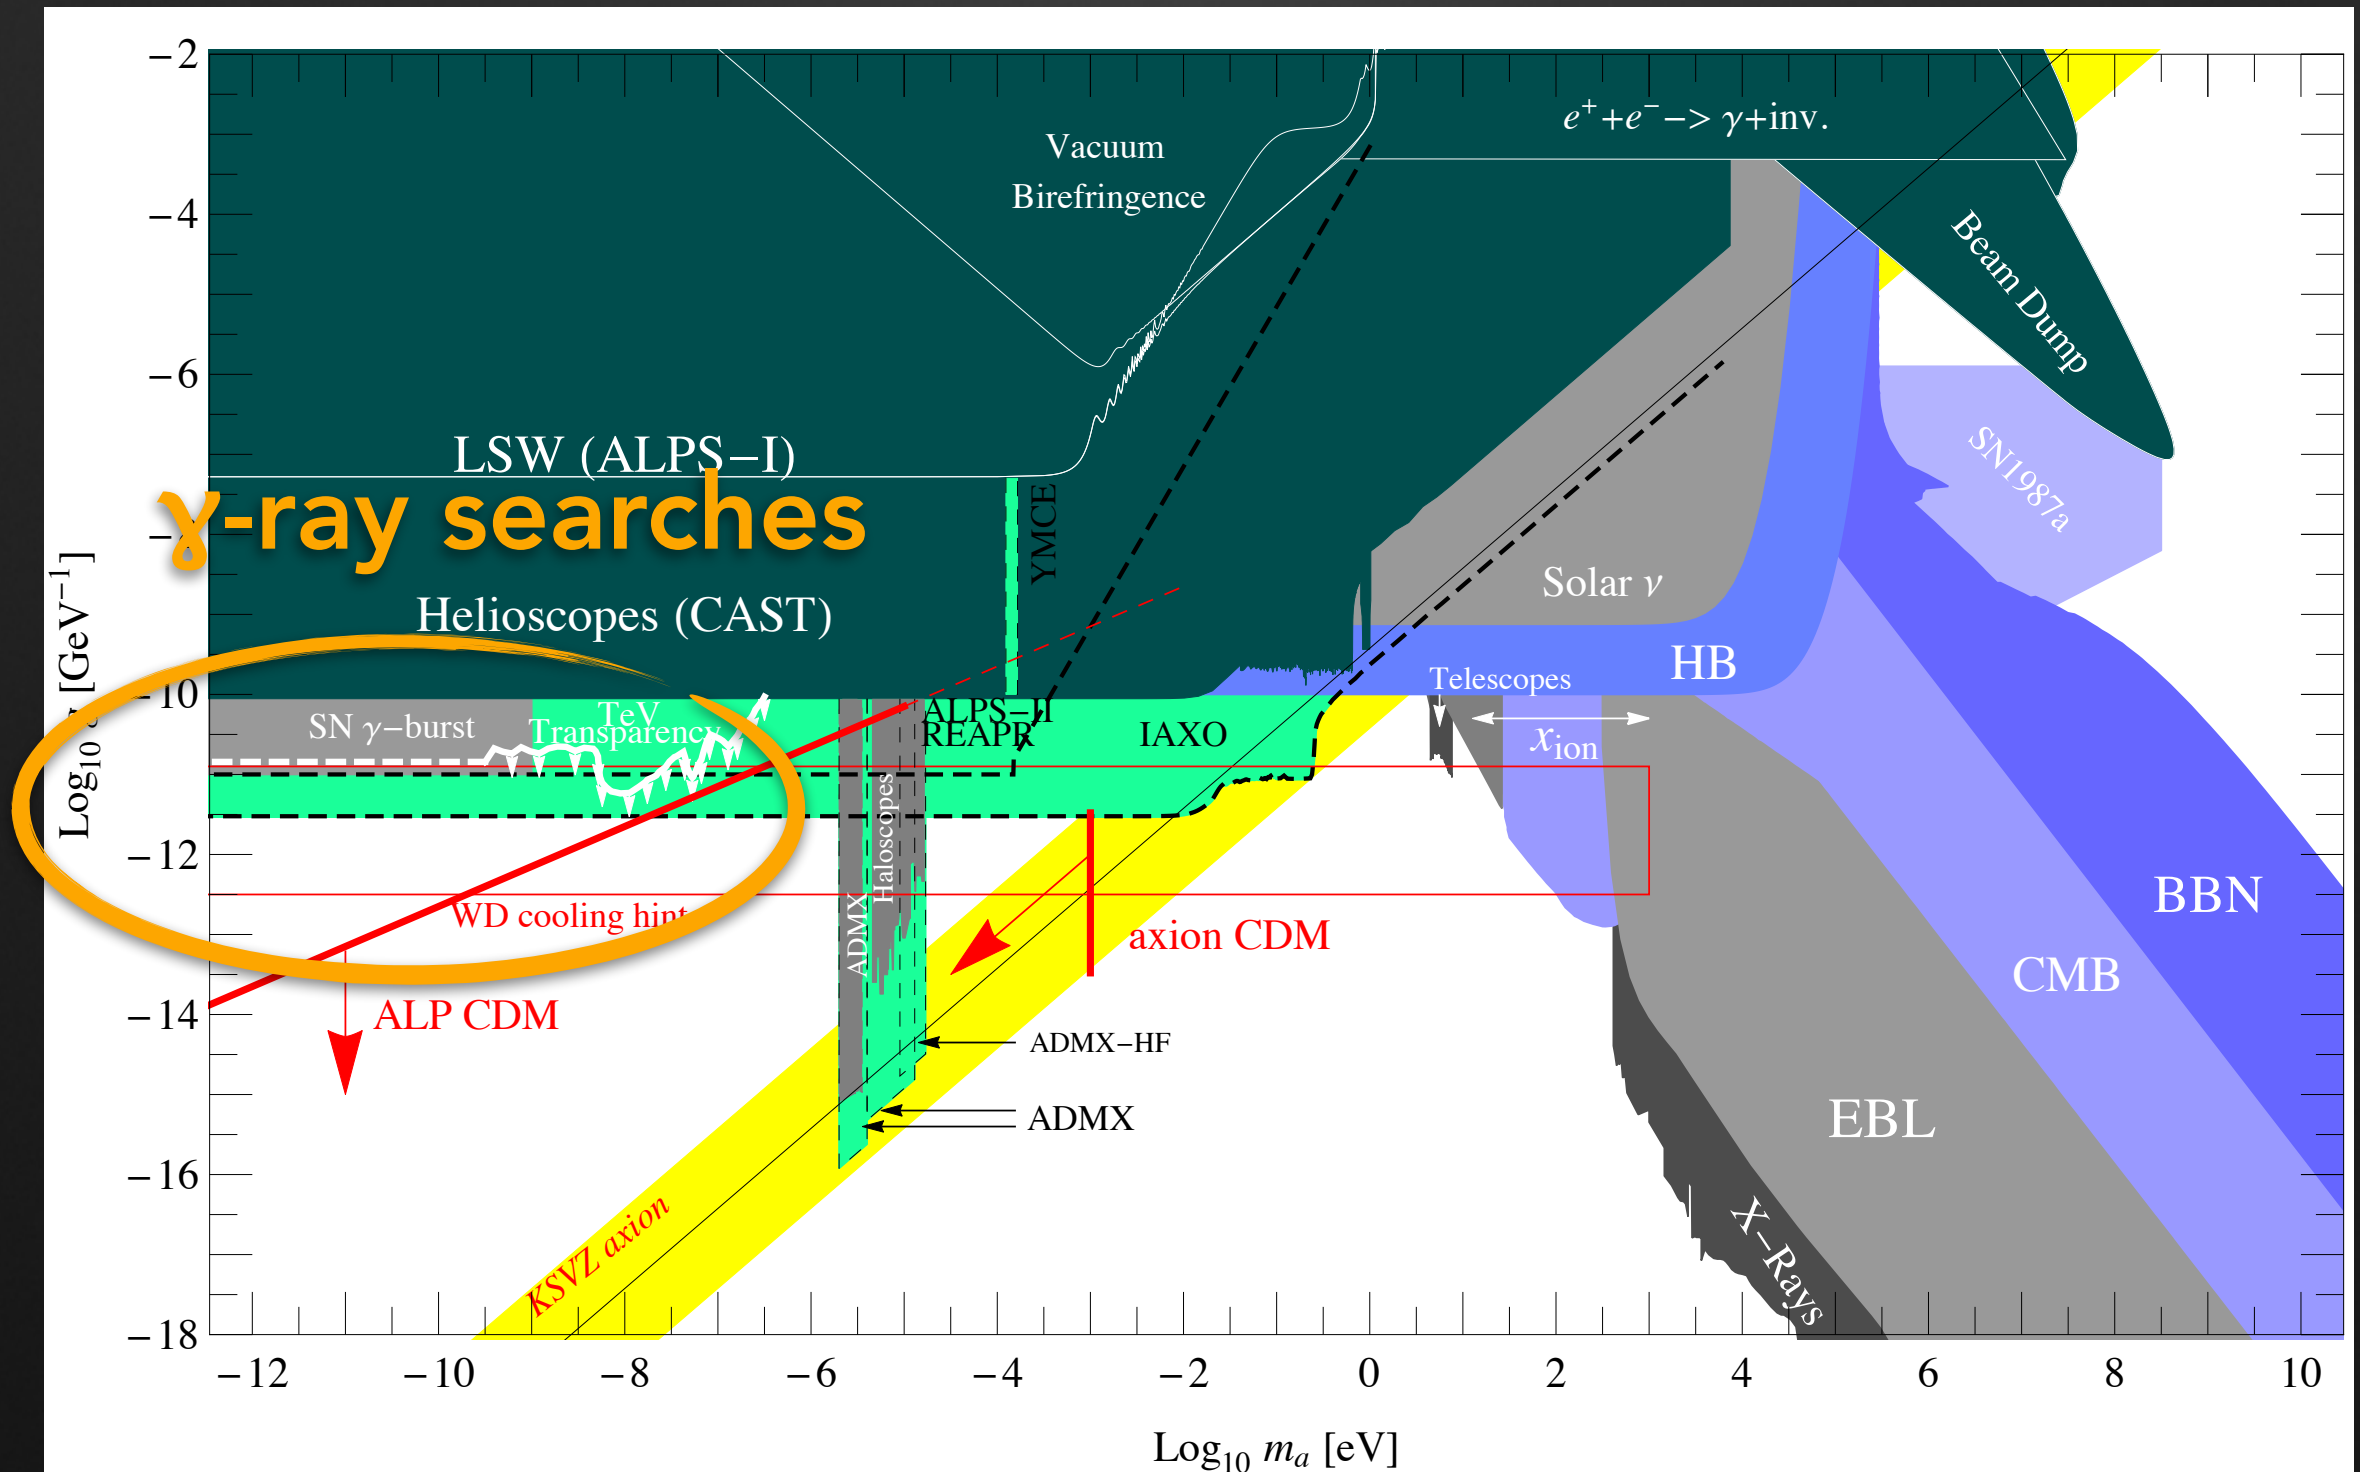 −2
−4
−6
−10
−12
−14
−16
−18
Log10 g [GeV−1]
Vacuum
Birefringence
e+ + e− −> γ+inv.
Beam Dump
LSW (ALPS−I)
γ-ray searches
YMCE
Helioscopes (CAST)
SN1987a
Solar ν
HB
Telescopes
χion
SN γ−burst
TeV
Transparency
ALPS−II
REAPR
IAXO
Haloscopes
ADMX
WD cooling hint
axion CDM
ALP CDM
ADMX−HF
ADMX
KSVZ axion
BBN
CMB
EBL
X−Rays
−12 −10 −8 −6 −4 −2 0 2 4 6 8 10
Log10 ma [eV]